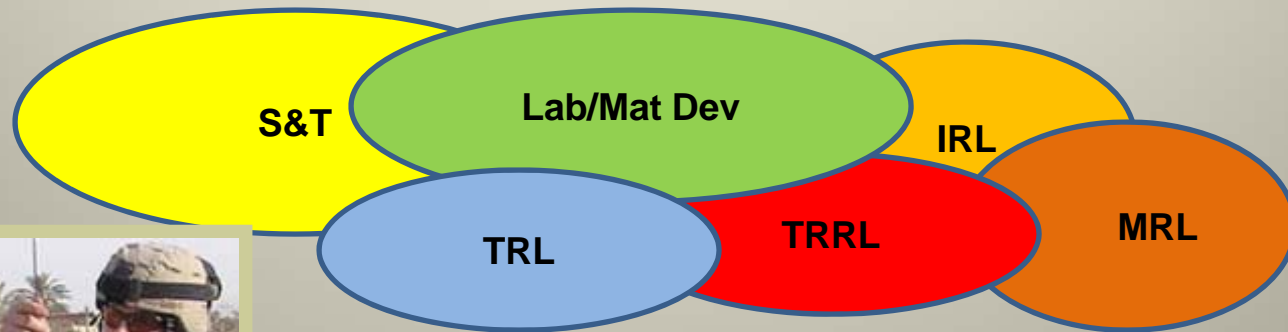 S&T
Lab/Mat Dev
IRL
TRL
TRRL
MRL